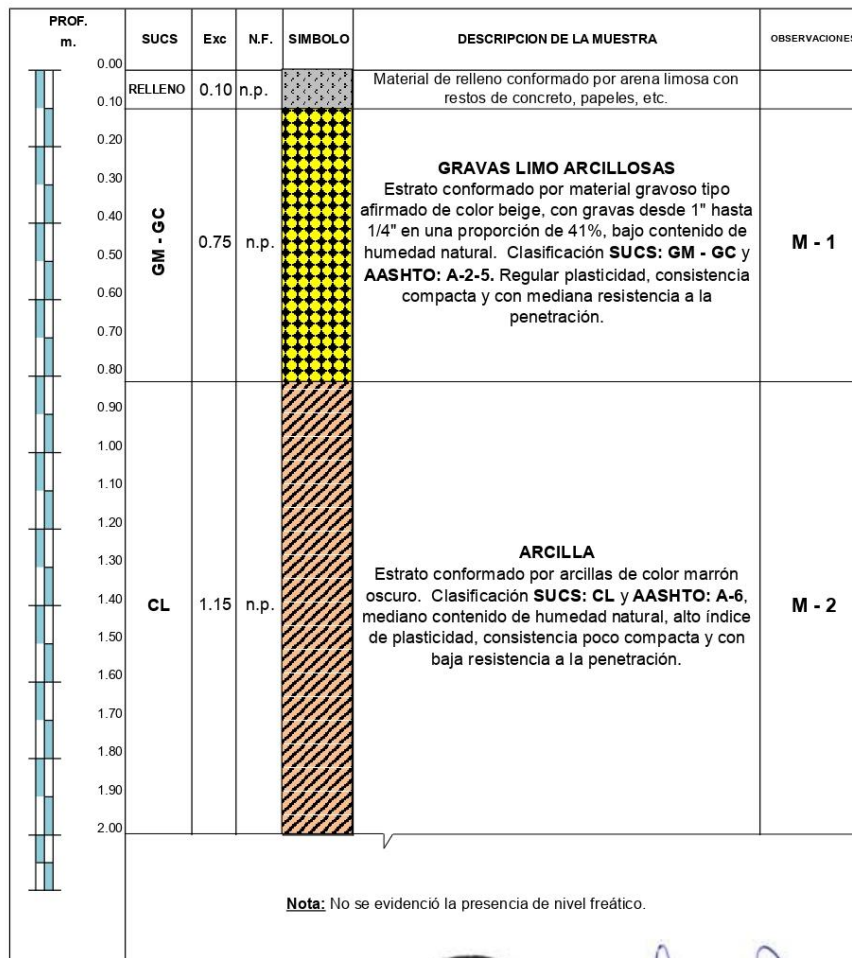 PROF.
m.
SUCS
Exc
N.F.
SIMBOLO
DESCRIPCION DE LA MUESTRA
OBSERVACIONES
0.00
0.10
0.20
0.30
0.40
0.50
0.60
0.70
0.80
0.90
1.00
1.10
1.20
1.30
1.40
1.50
1.60
1.70
1.80
1.90
2.00
RELLENO
0.10
n.p.
Material de relleno conformado por arena limosa con
restos de concreto, papeles, etc.
GM - GC
0.75
n.p.
GRAVAS LIMO ARCILLOSAS
Estrato conformado por material gravoso tipo
afirmado de color beige, con gravas desde 1" hasta
1/4" en una proporción de 41%, bajo contenido de
humedad natural. Clasificación SUCS: GM - GC y
AASHTO: A-2-5. Regular plasticidad, consistencia
compacta y con mediana resistencia a la
penetración.
M - 1
CL
1.15
n.p.
ARCILLA
Estrato conformado por arcillas de color marrón
oscuro. Clasificación SUCS: CL y AASHTO: A-6,
mediano contenido de humedad natural, alto índice
de plasticidad, consistencia poco compacta y con
baja resistencia a la penetración.
M - 2
Nota: No se evidenció la presencia de nivel freático.